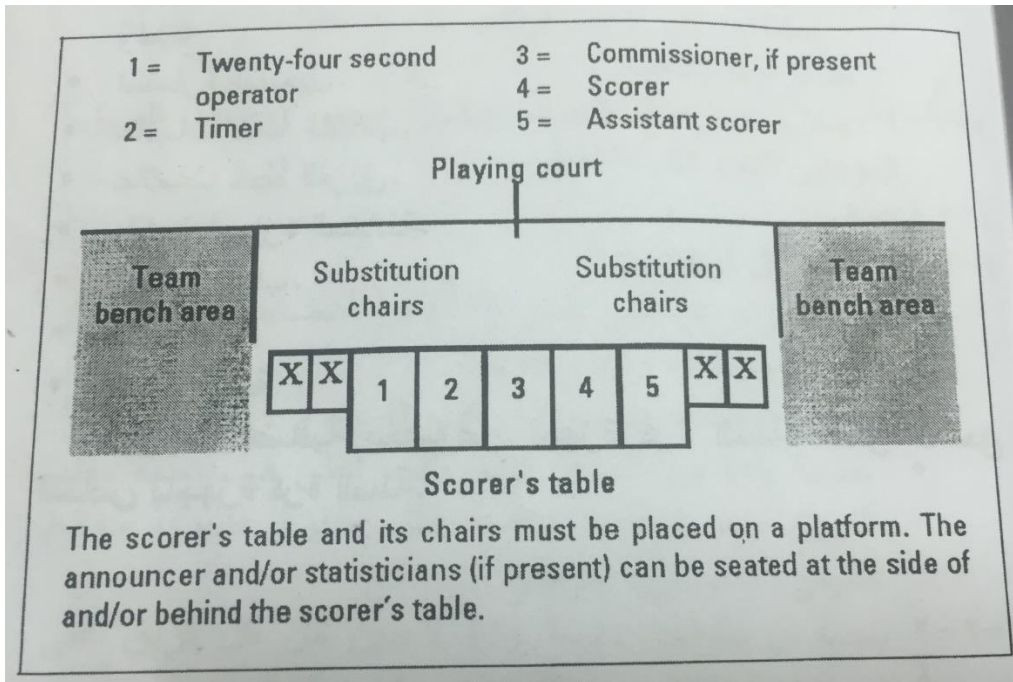 1 = Twenty-four second
operator
2 = Timer
3 = Commissioner, if present
4 = Scorer
5 = Assistant scorer
Playing court
Team
bench area
Substitution
chairs
Substitution
chairs
Team
bench area
X X 1 2 3 4 5 X X
Scorer's table
The scorer's table and its chairs must be placed on a platform. The
announcer and/or statisticians (if present) can be seated at the side of
and/or behind the scorer's table.